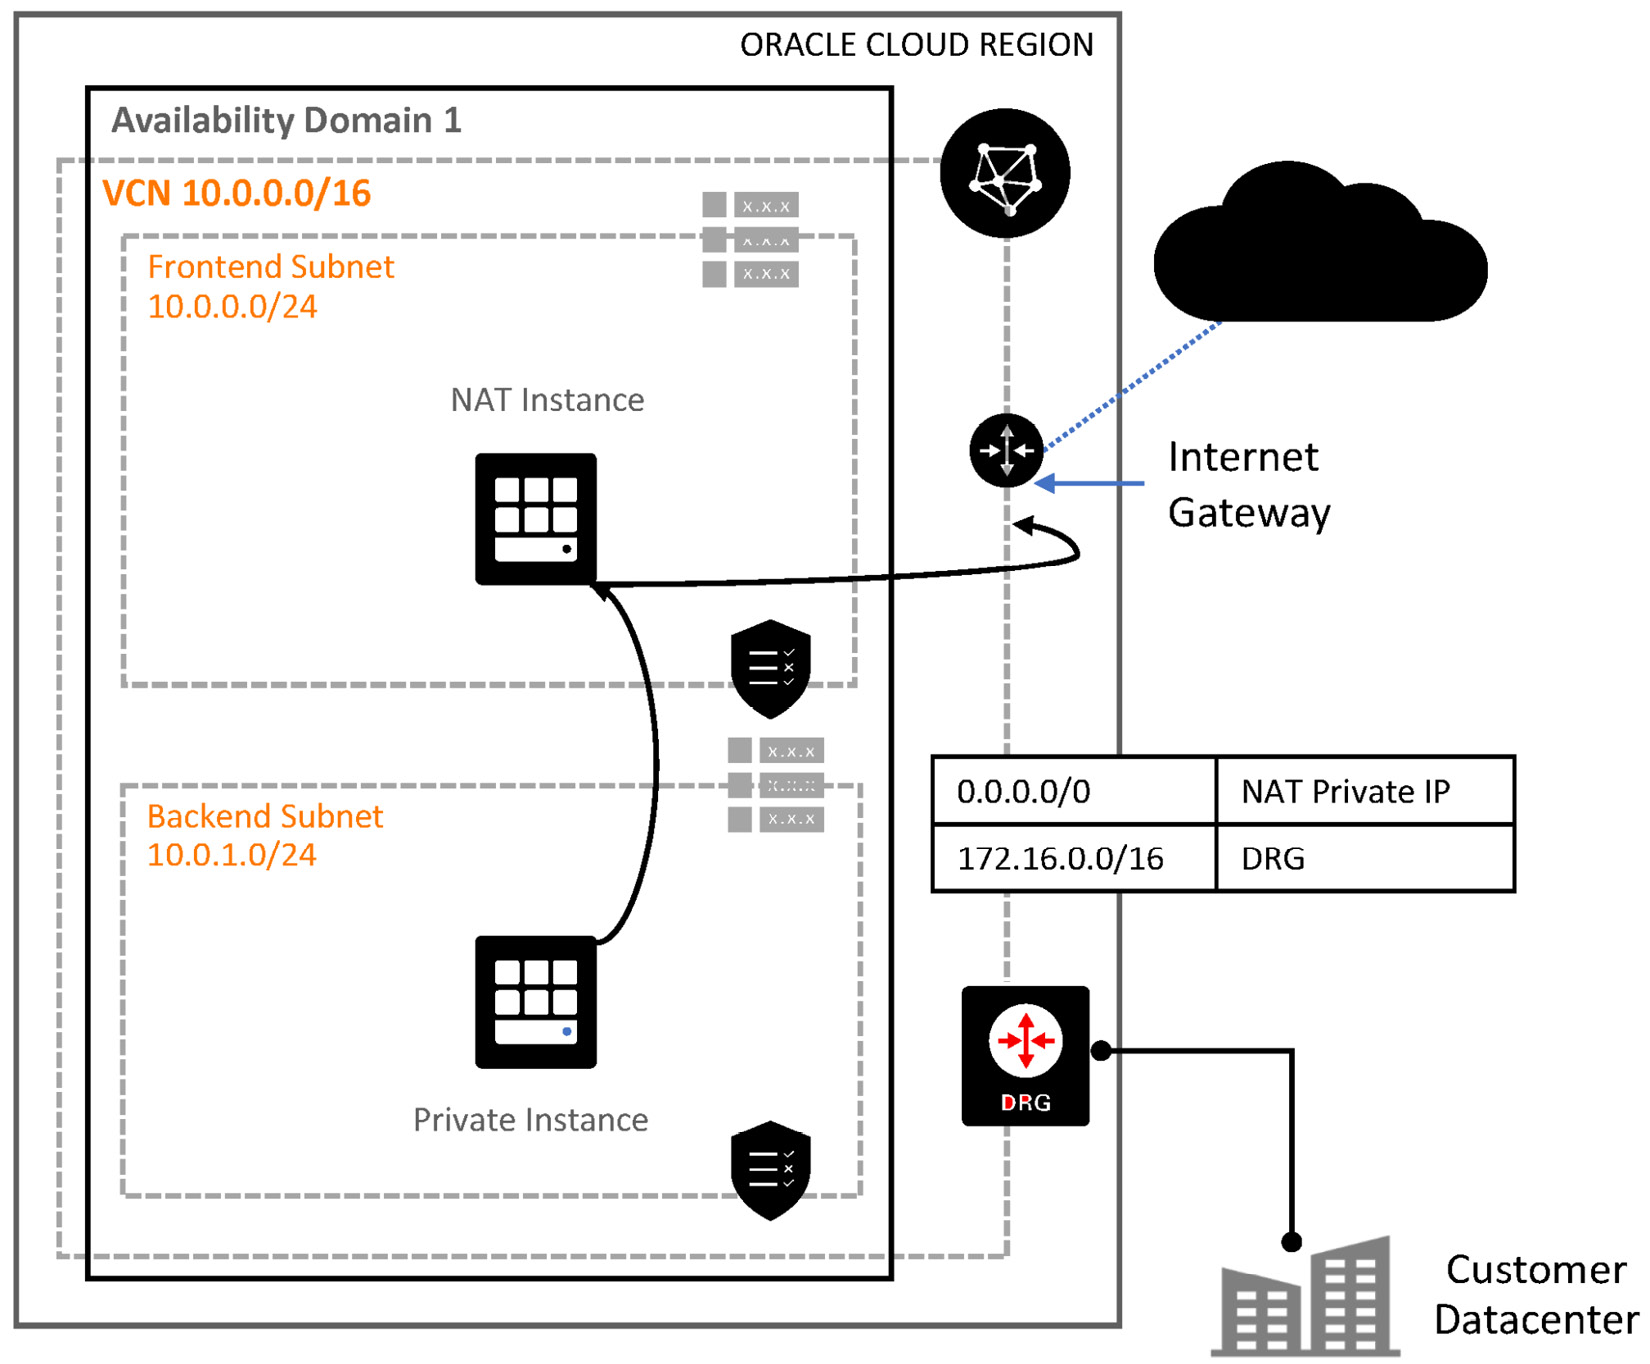 ORACLE CLOUD REGION
Availability Domain 1
VCN 10.0.0.0/16
x.x.x
x.x.x
x.x.x
Frontend Subnet
10.0.0.0/24
NAT Instance
Internet
Gateway
x.x.x
x.x.x
x.x.x
0.0.0.0/0 NAT Private IP
172.16.0.0/16 DRG
Backend Subnet
10.0.1.0/24
DRG
Private Instance
Customer
Datacenter